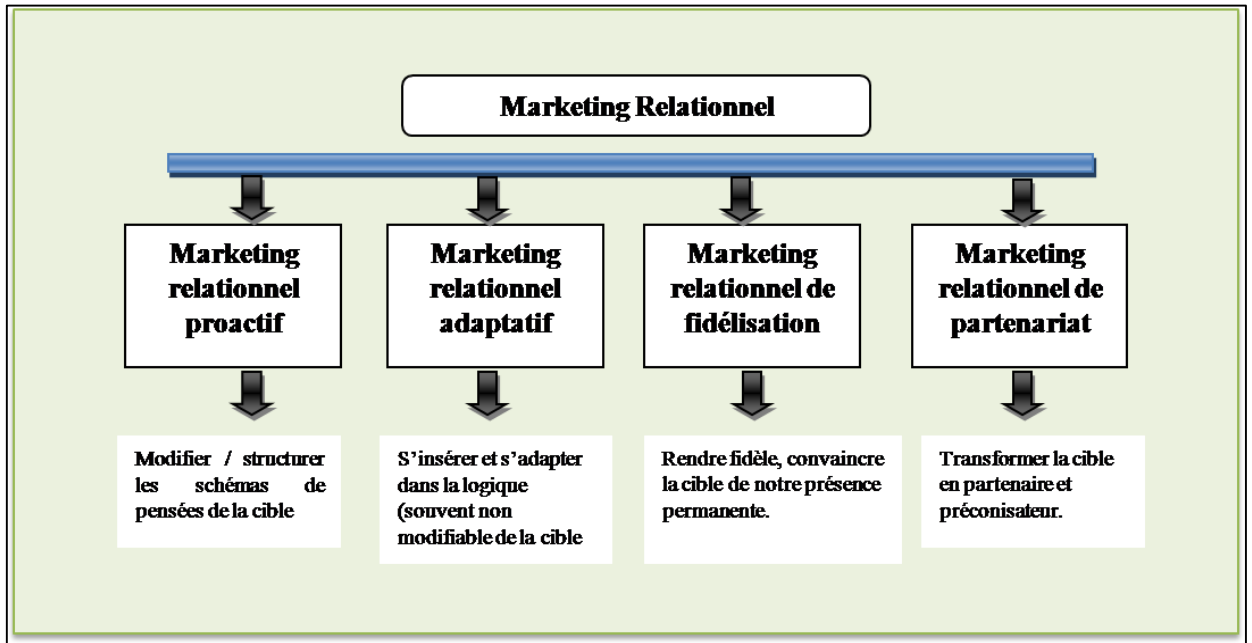 Marketing Relationnel
Marketing
relationnel
proactif
Marketing
relationnel
adaptatif
Marketing
relationnel de
fidélisation
Marketing
relationnel de
partenariat
Modifier / structurer
les schémas de
pensées de la cible
S’insérer et s’adapter
dans la logique
(souvent non
modifiable de la cible
Rendre fidèle, convaincre
la cible de notre présence
permanente.
Transformer la cible
en partenaire et
préconisateur.